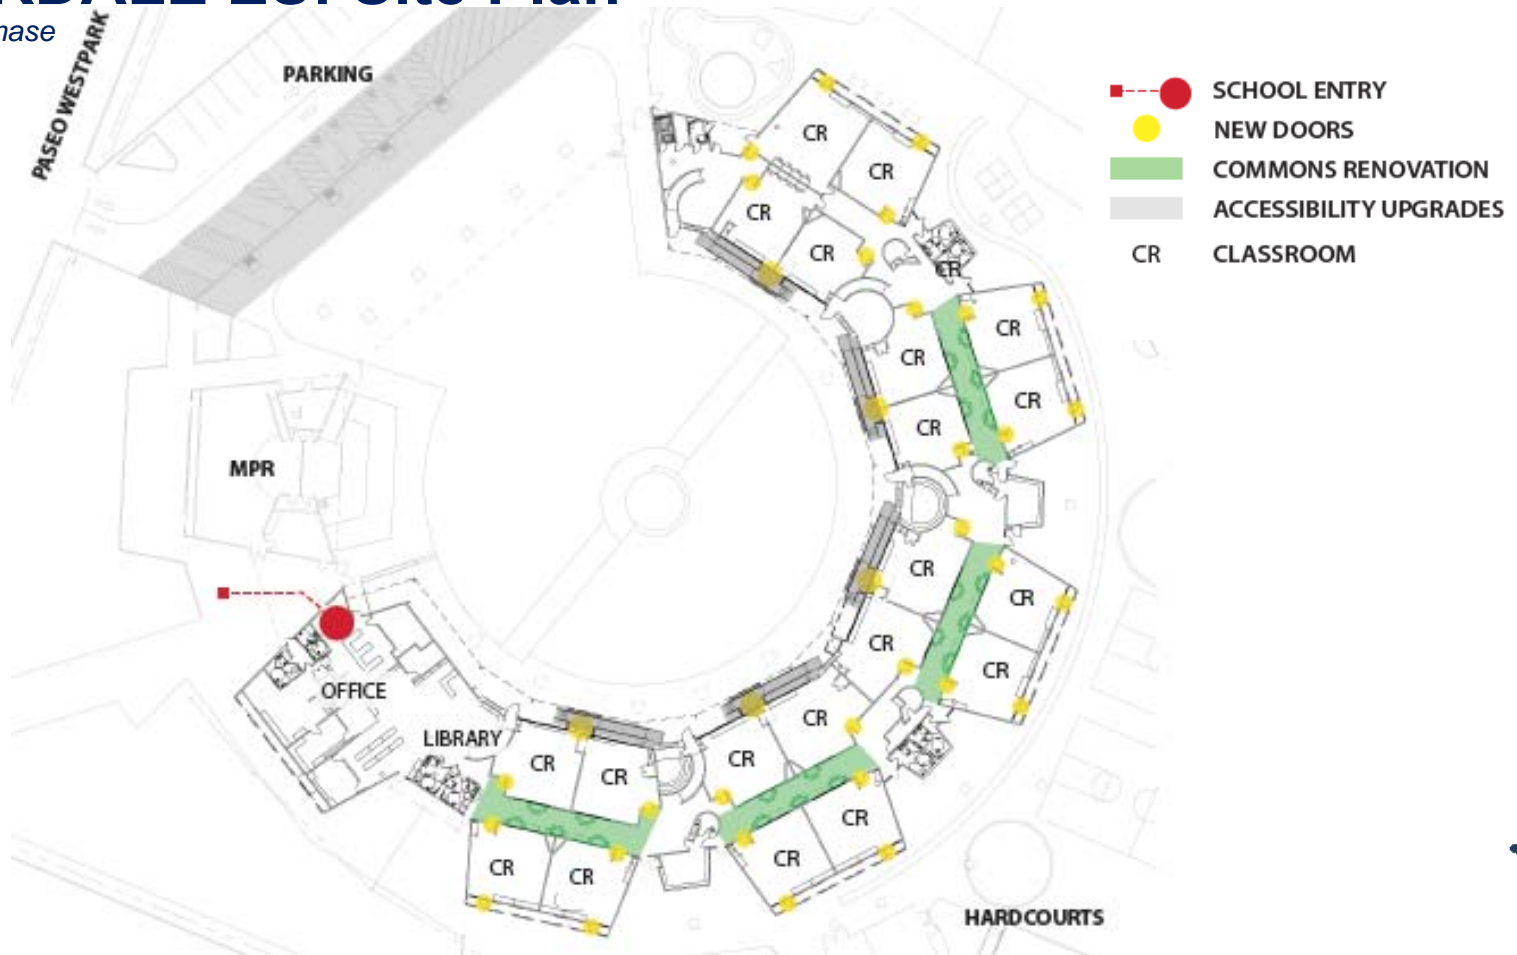 Site Plan
PASEO WESTPARK
PARKING
SCHOOL ENTRY
NEW DOORS
COMMONS RENOVATION
ACCESSIBILITY UPGRADES
CR CLASSROOM
CR
CR
CR
CR
CR
CR
CR
CR
CR
MPR
CR
CR
CR
CR
OFFICE
LIBRARY
CR
CR
CR
CR
CR
CR
CR
CR
HARDCOURTS